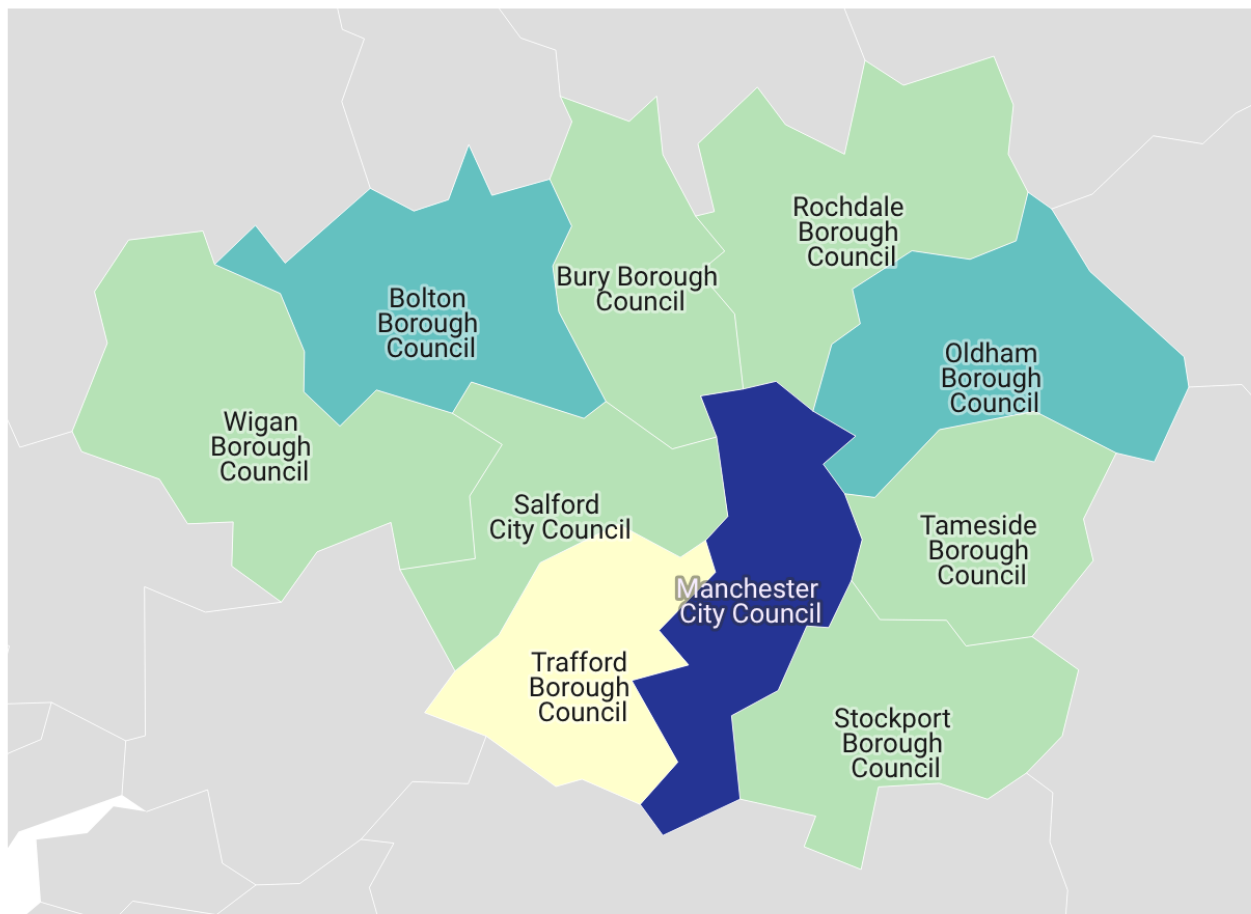 Rochdale
Borough
Council
Bury Borough
Council
Bolton
Borough
Council
Oldham
Borough
Council
Wigan
Borough
Council
Salford
City Council
Tameside
Borough
Council
Manchester
City Council
Trafford
Borough
Council
Stockport
Borough
Council